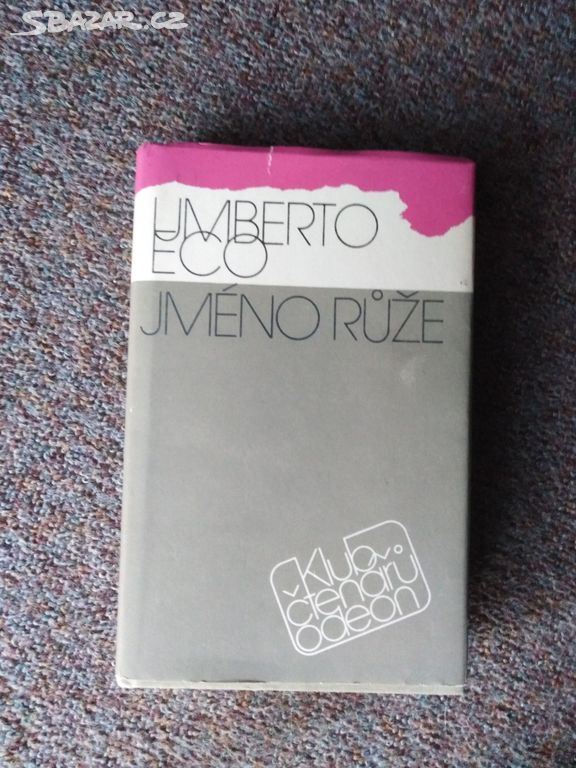 SBAZAR.CZ
UMBERTO
ECO
JMÉNO RŮŽE
Klub
čtenářů
odeon